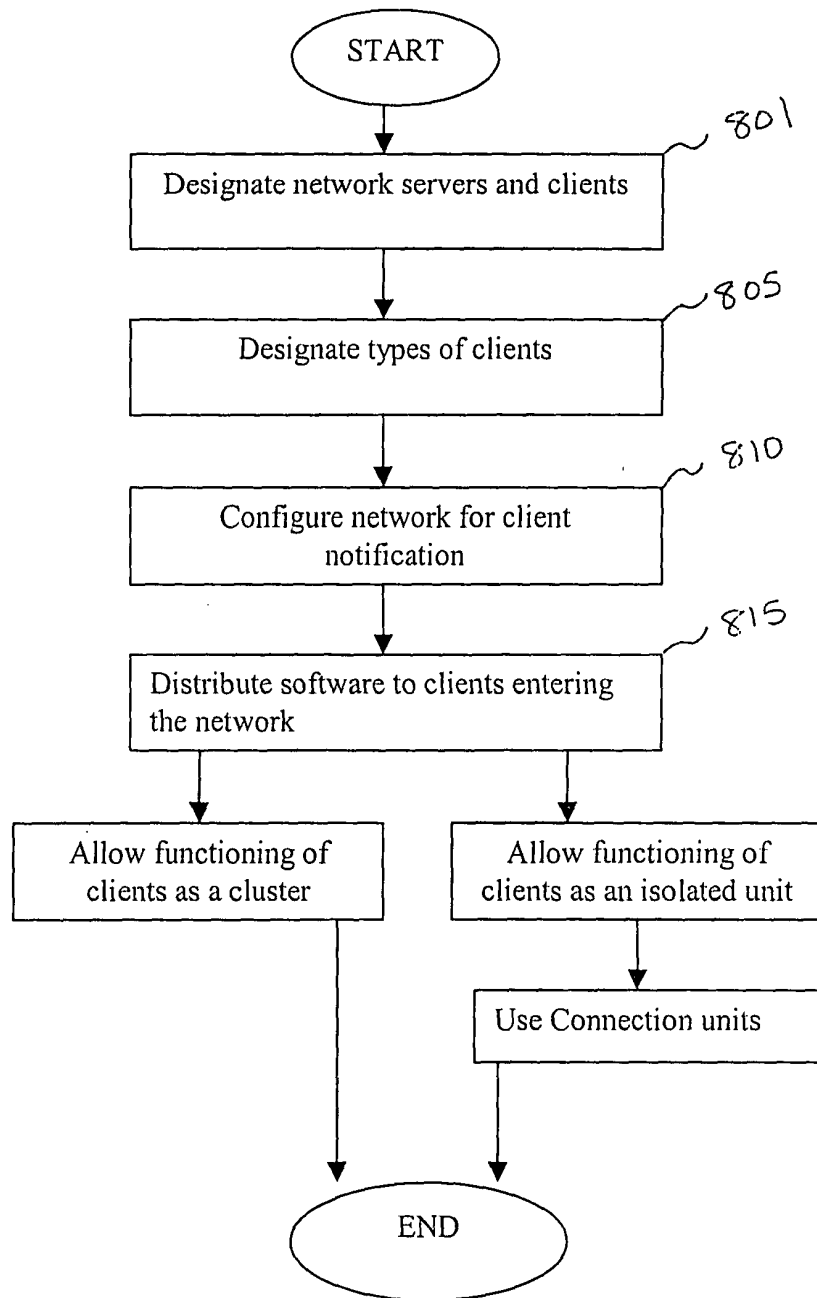 START
801
Designate network servers and clients
805
Designate types of clients
810
Configure network for client
notification
815
Distribute software to clients entering
the network
Allow functioning of
clients as a cluster
Allow functioning of
clients as an isolated unit
Use Connection units
END